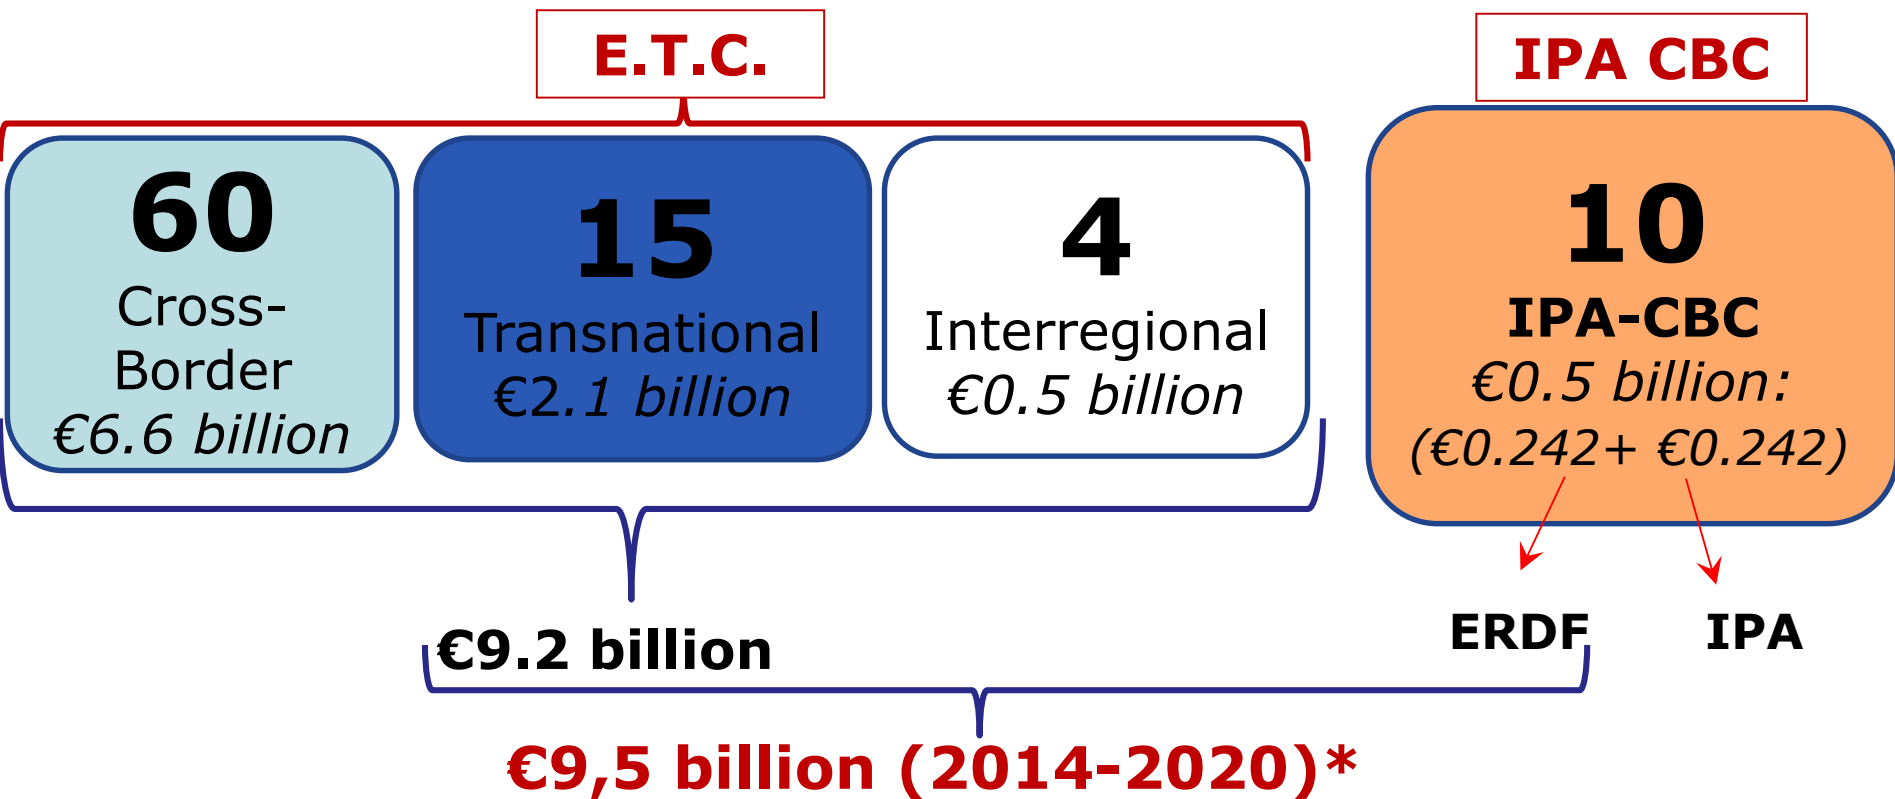 E.T.C.
IPA CBC
60
Cross-
Border
€6.6 billion
15
Transnational
€2.1 billion
4
Interregional
€0.5 billion
10
IPA-CBC
€0.5 billion:
(€0.242+ €0.242)
ERDF
IPA
€9.2 billion
€9,5 billion (2014-2020)*